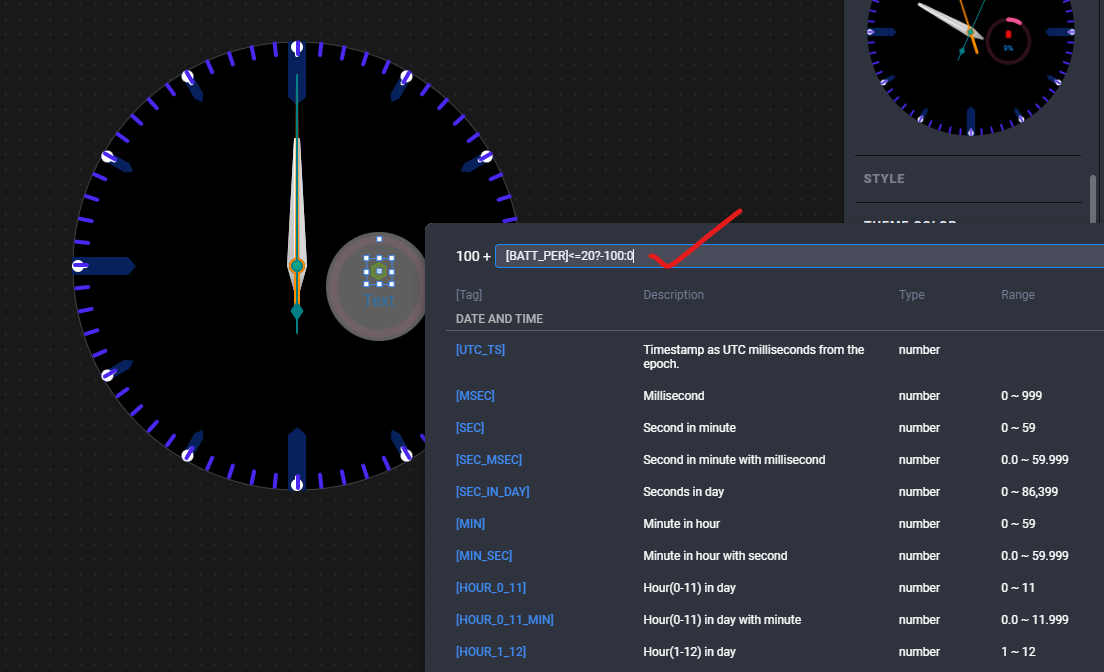 9%
STYLE
THEME COLOR
100 + [BATT_PER]<=20?-100:0
Text
[Tag] Description Type Range
DATE AND TIME
[UTC_TS] Timestamp as UTC milliseconds from the epoch. number
[MSEC] Millisecond number 0 ~ 999
[SEC] Second in minute number 0 ~ 59
[SEC_MSEC] Second in minute with millisecond number 0.0 ~ 59.999
[SEC_IN_DAY] Seconds in day number 0 ~ 86,399
[MIN] Minute in hour number 0 ~ 59
[MIN_SEC] Minute in hour with second number 0.0 ~ 59.999
[HOUR_0_11] Hour(0-11) in day number 0 ~ 11
[HOUR_0_11_MIN] Hour(0-11) in day with minute number 0.0 ~ 11.999
[HOUR_1_12] Hour(1-12) in day number 1 ~ 12